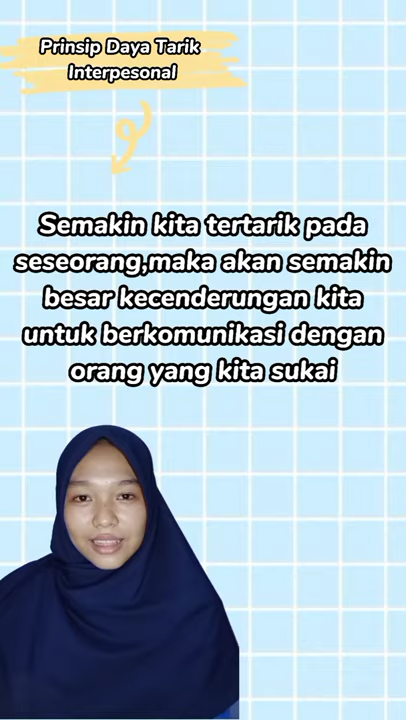 Prinsip Daya Tarik
Interpesonal
Semakin kita tertarik pada
seseorang,maka akan semakin
besar kecenderungan kita
untuk berkomunikasi dengan
orang yang kita sukai